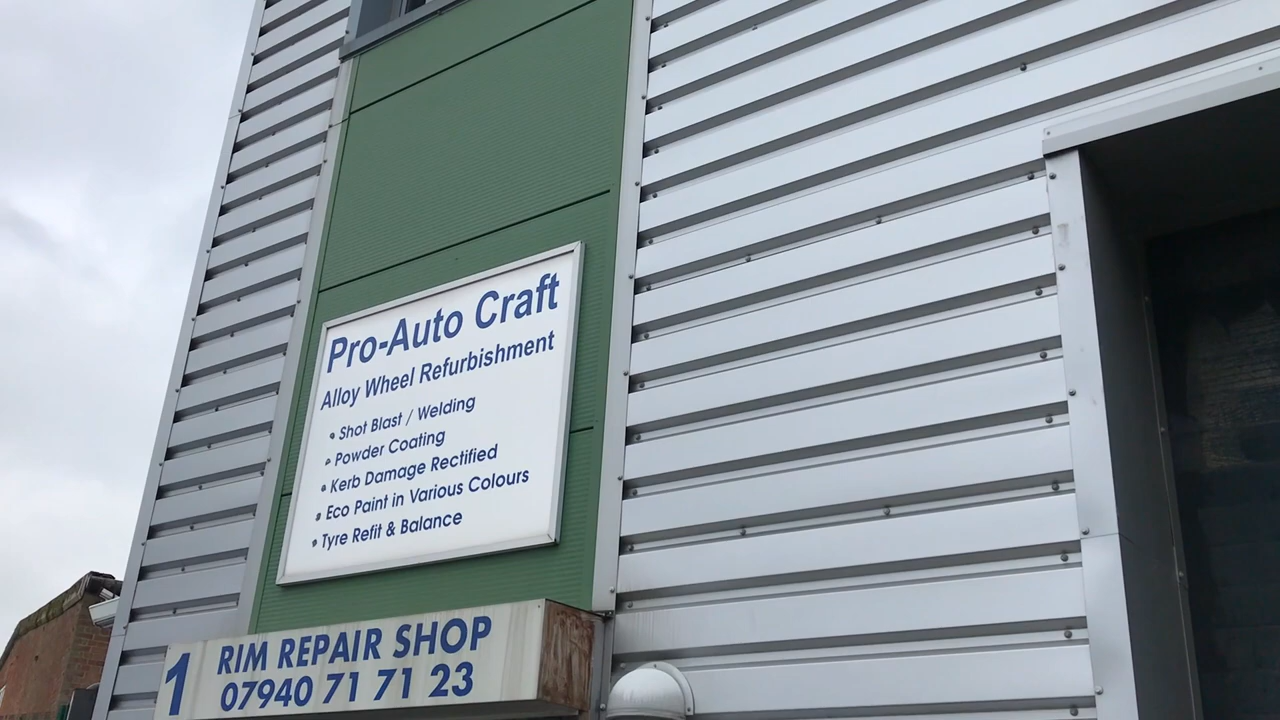 Pro-Auto Craft
Alloy Wheel Refurbishment
• Shot Blast / Welding
• Powder Coating
• Kerb Damage Rectified
• Eco Paint in Various Colours
• Tyre Refit & Balance
1 RIM REPAIR SHOP
07940 71 71 23